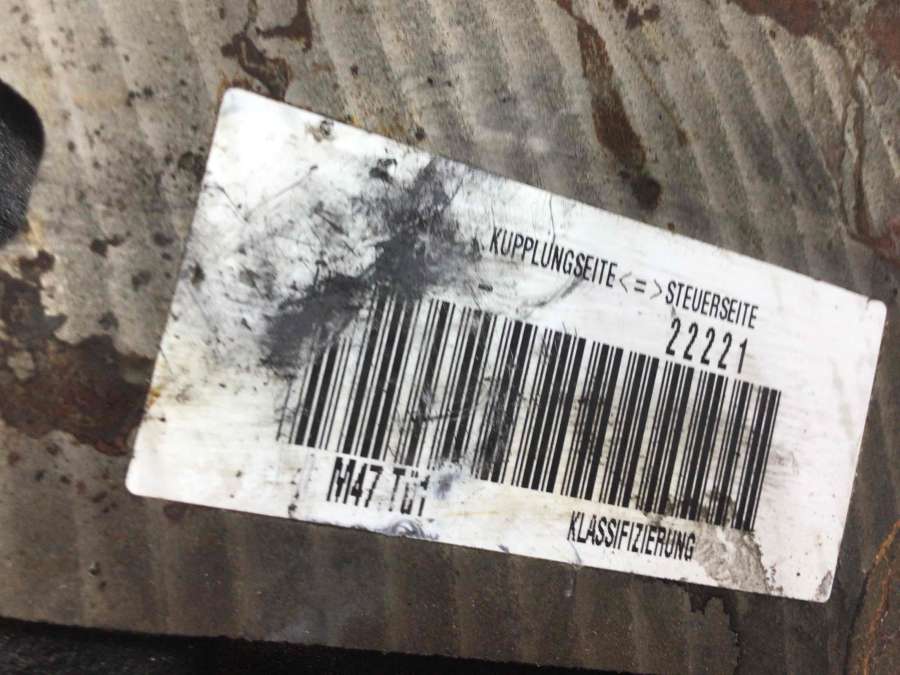 KUPPLUNGSEITE <=> STEUERSEITE
22221
M47 Tü1
KLASSIFIZIERUNG